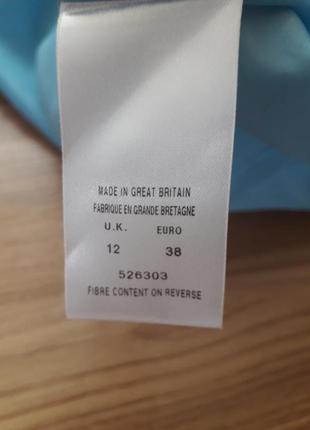 MADE IN GREAT BRITAIN
FABRIQUE EN GRANDE BRETAGNE
U.K. EURO
12 38
526303
FIBRE CONTENT ON REVERSE